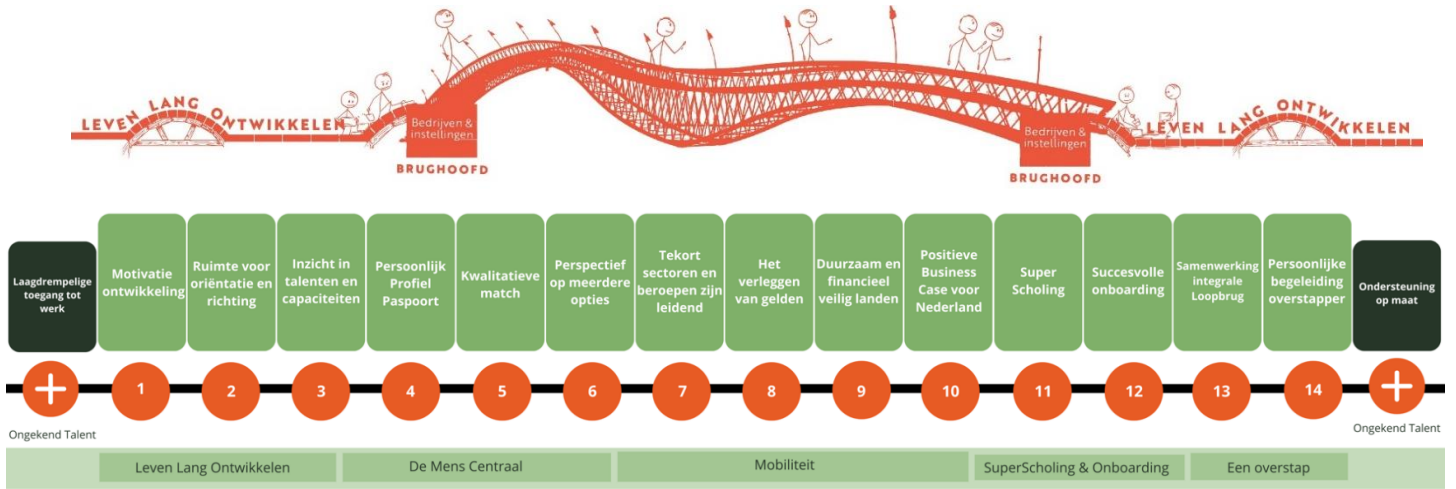 LEVEN LANG ONTWIKKELEN
Bedrijven &
instellingen
BRUGHOOFD
Bedrijven &
instellingen
BRUGHOOFD
LEVEN LANG ONTWIKKELEN
Laagdrempelige
toegang tot
werk
Motivatie
ontwikkeling
Ruimte voor
oriëntatie en
richting
Inzicht in
talenten en
capaciteiten
Persoonlijk
Profiel
Paspoort
Kwalitatieve
match
Perspectief
op meerdere
opties
Tekort
sectoren en
beroepen zijn
leidend
Het
verleggen
van gelden
Duurzaam en
financieel
veilig landen
Positieve
Business
Case voor
Nederland
Super
Scholing
Succesvolle
onboarding
Samenwerking
integrale
Loopbrug
Persoonlijke
begeleiding
overstapper
Ondersteuning
op maat
+ 1 2 3 4 5 6 7 8 9 10 11 12 13 14 +
Ongekend Talent
Ongekend Talent
Leven Lang Ontwikkelen
De Mens Centraal
Mobiliteit
SuperScholing & Onboarding
Een overstap